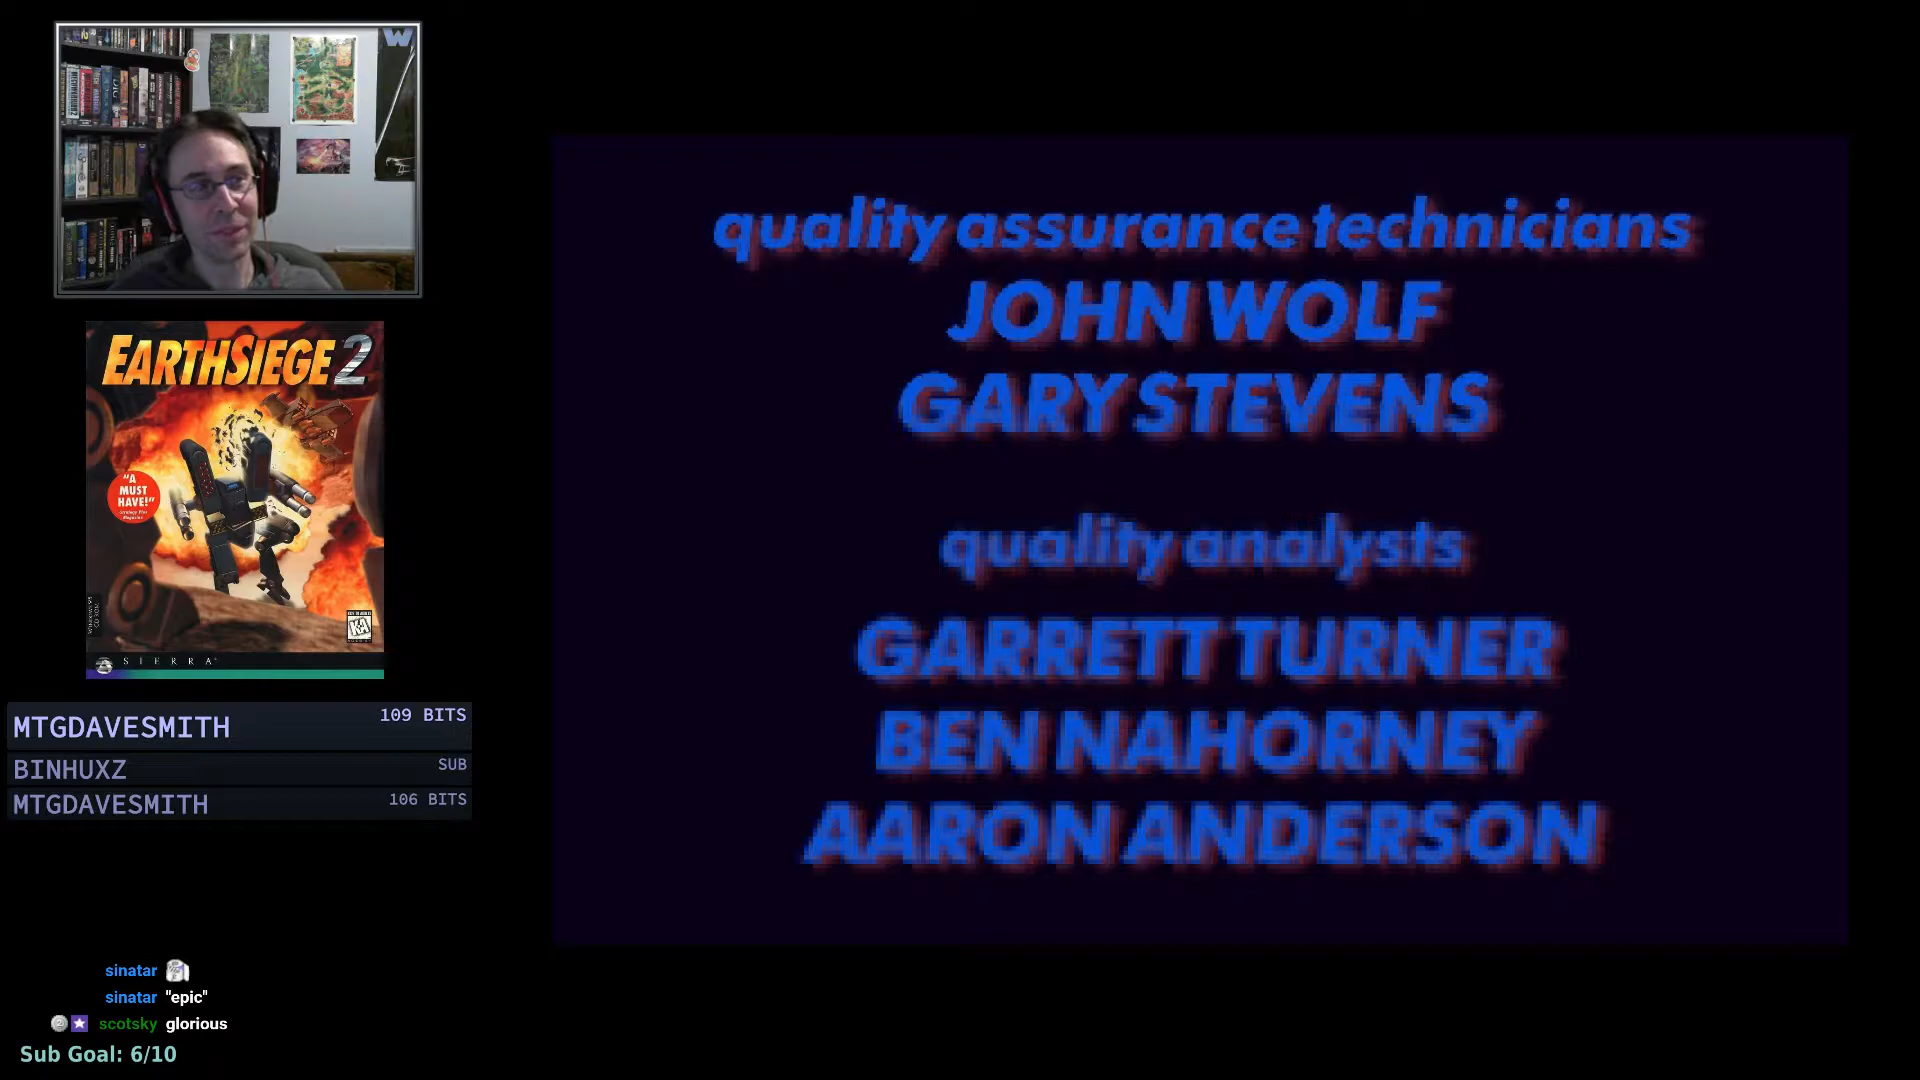 W
EARTHSIEGE 2
"A
MUST
HAVE!"
SIERRA
MTGDAVESMITH
109 BITS
BINHUXZ
SUB
MTGDAVESMITH
106 BITS
sinatar
sinatar "epic"
scotsky glorious
Sub Goal: 6/10
quality assurance technicians
JOHN WOLF
GARY STEVENS
quality analysts
GARRETT TURNER
BEN NAHORNEY
AARON ANDERSON